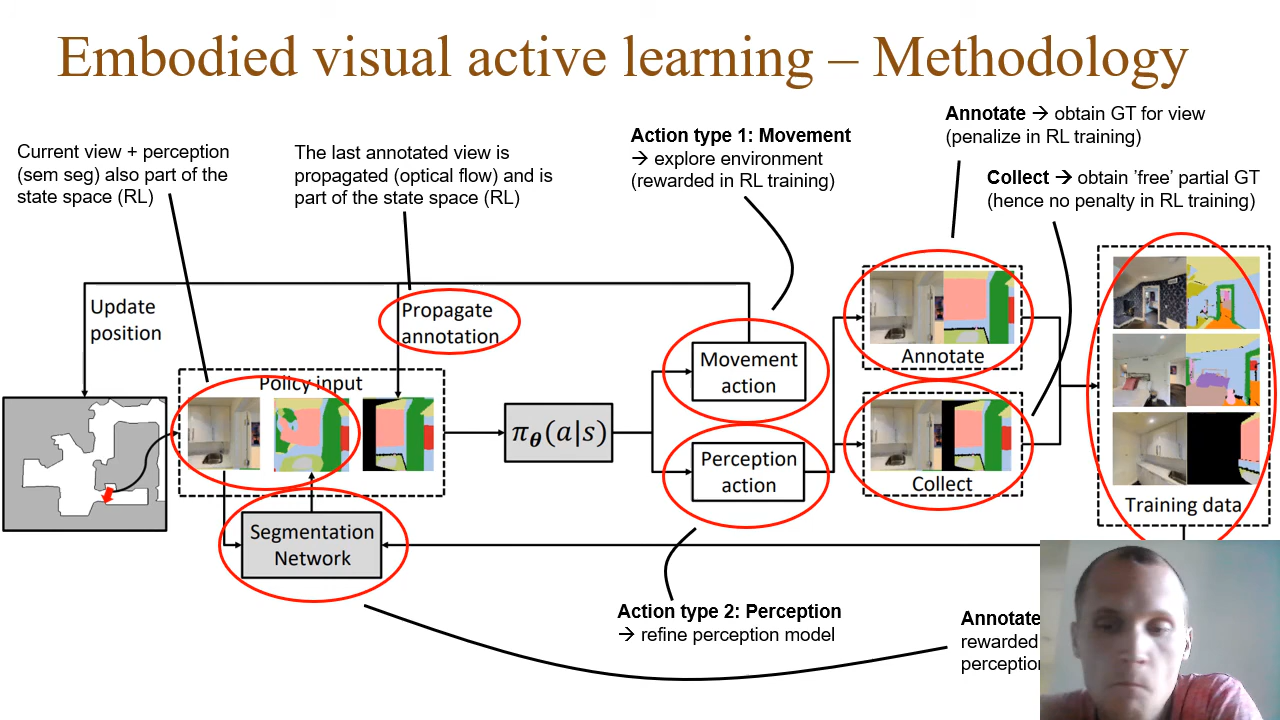 Embodied visual active learning – Methodology
Current view + perception
(sem seg) also part of the
state space (RL)
The last annotated view is
propagated (optical flow) and is
part of the state space (RL)
Action type 1: Movement
→ explore environment
(rewarded in RL training)
Annotate → obtain GT for view
(penalize in RL training)
Collect → obtain ’free’ partial GT
(hence no penalty in RL training)
Update
position
Propagate
annotation
Policy input
πθ(a|s)
Movement
action
Perception
action
Annotate
Collect
Training data
Segmentation
Network
Action type 2: Perception
→ refine perception model
Annotate
rewarded
perception